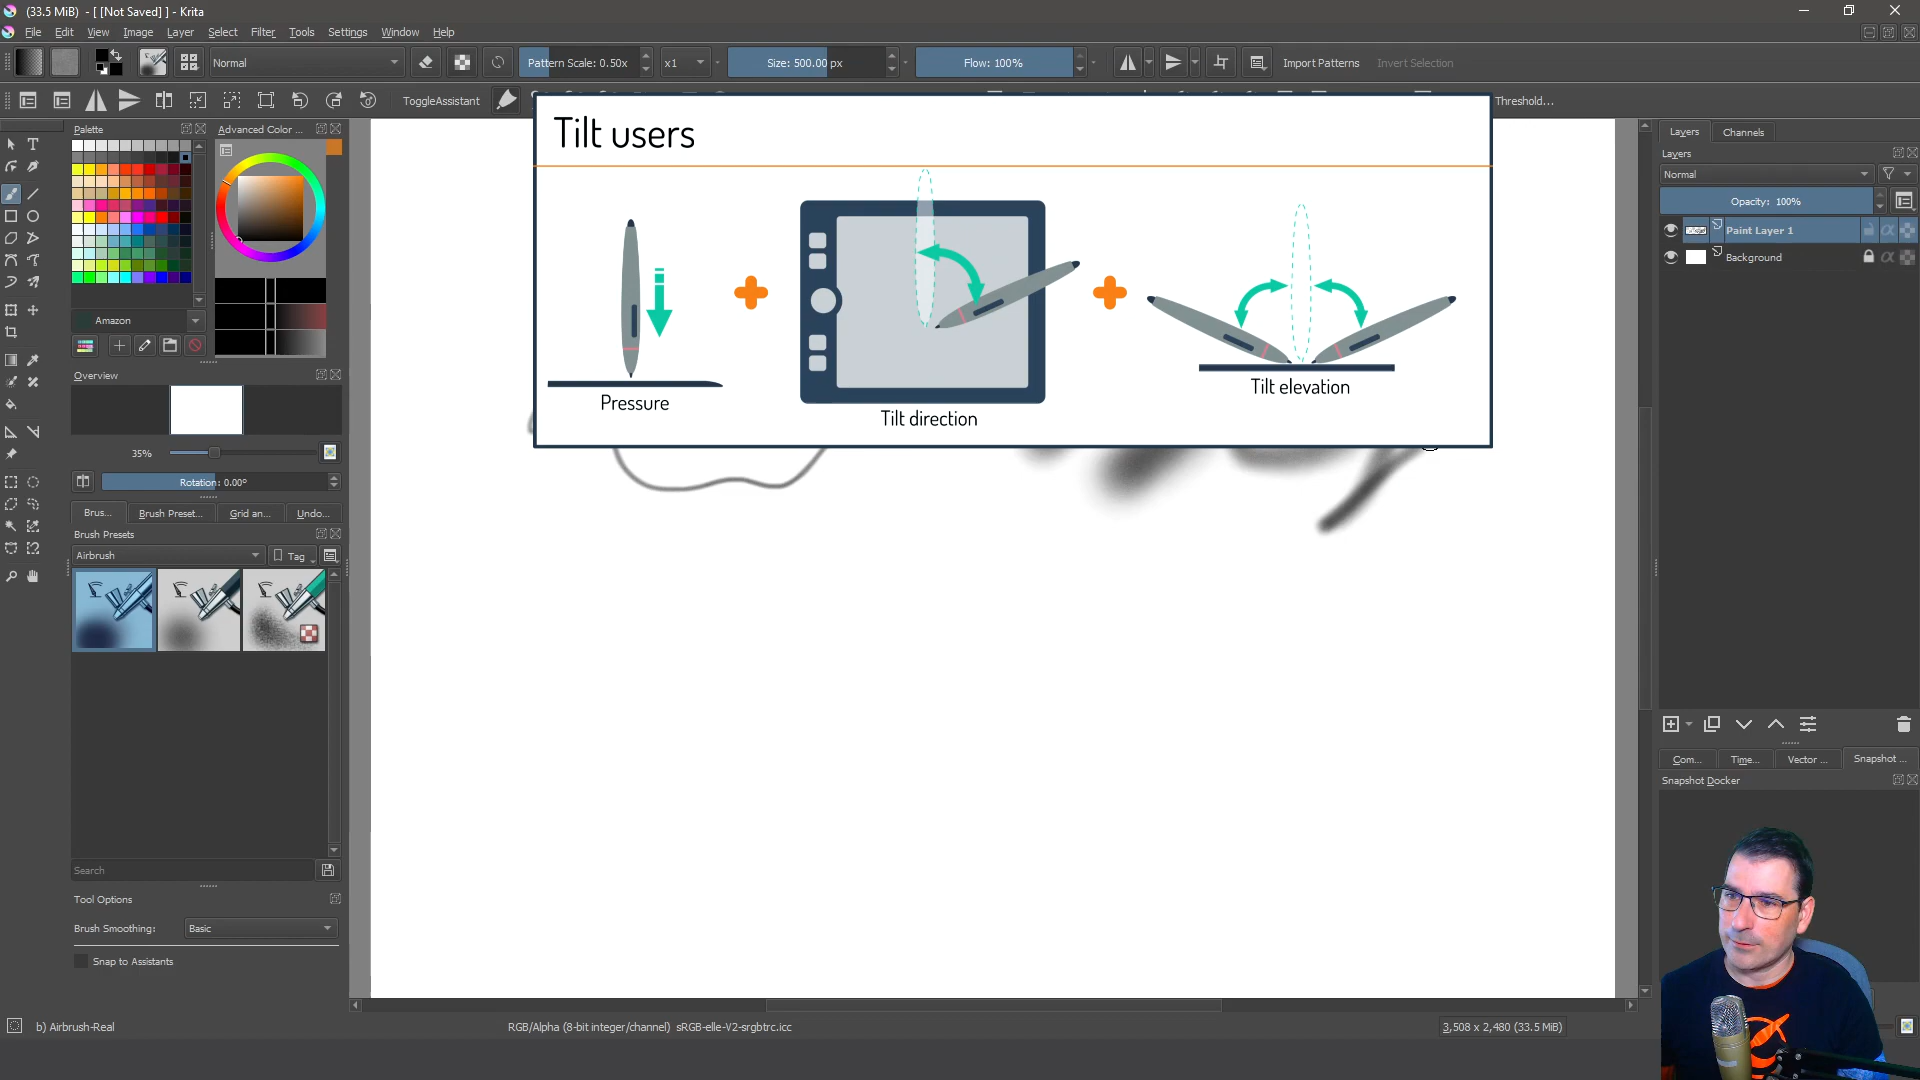 (33.5 MiB) - [ [Not Saved] ] - Krita
File Edit View Image Layer Select Filter Tools Settings Window Help
Normal
Pattern Scale: 0.50x
x1
Size: 500.00 px
Flow: 100%
Import Patterns
Invert Selection
ToggleAssistant
Threshold...
Tilt users
Pressure
Tilt direction
Tilt elevation
Palette
Advanced Color ...
Amazon
Overview
35%
Rotation: 0.00°
Brus...
Brush Preset...
Grid an...
Undo...
Brush Presets
Airbrush
Tag
Search
Tool Options
Brush Smoothing:
Basic
Snap to Assistants
Layers
Channels
Layers
Normal
Opacity: 100%
Paint Layer 1
Background
Com...
Time...
Vector ...
Snapshot ...
Snapshot Docker
b) Airbrush-Real
RGB/Alpha (8-bit integer/channel) sRGB-elle-V2-srgbtrc.icc
3,508 x 2,480 (33.5 MiB)